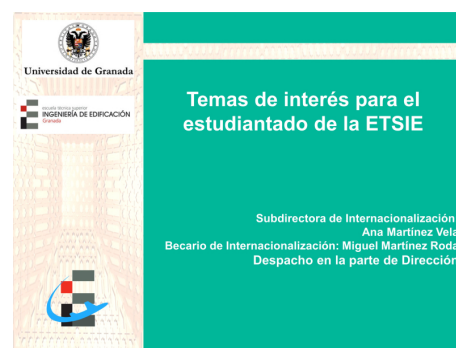 Universidad de Granada
escuela técnica superior
INGENIERÍA DE EDIFICACIÓN
Granada
Temas de interés para el
estudiantado de la ETSIE
Subdirectora de Internacionalización
Ana Martínez Vela
Becario de Internacionalización: Miguel Martínez Roda
Despacho en la parte de Dirección